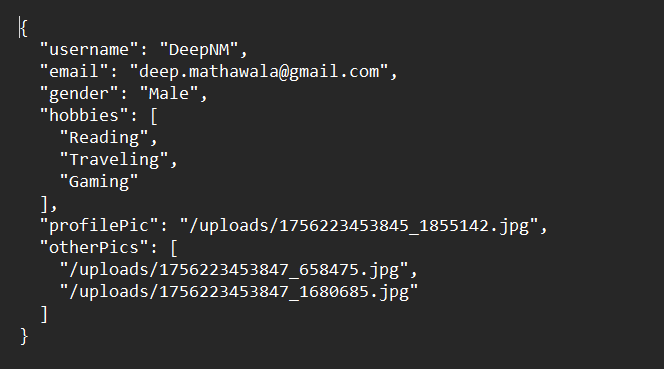 {
  "username": "DeepNM",
  "email": "deep.mathawala@gmail.com",
  "gender": "Male",
  "hobbies": [
    "Reading",
    "Traveling",
    "Gaming"
  ],
  "profilePic": "/uploads/1756223453845_1855142.jpg",
  "otherPics": [
    "/uploads/1756223453847_658475.jpg",
    "/uploads/1756223453847_1680685.jpg"
  ]
}